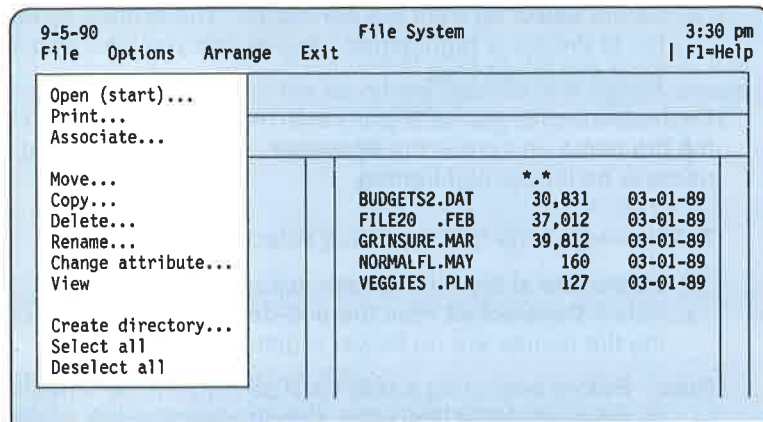 9-5-90 File System 3:30 pm
File Options Arrange Exit | F1=Help
Open (start)...
Print...
Associate...
Move...
Copy...
Delete...
Rename...
Change attribute...
View
Create directory...
Select all
Deselect all
*.*
BUDGETS2.DAT 30,831 03-01-89
FILE20 .FEB 37,012 03-01-89
GRINSURE.MAR 39,812 03-01-89
NORMALFL.MAY 160 03-01-89
VEGGIES .PLN 127 03-01-89